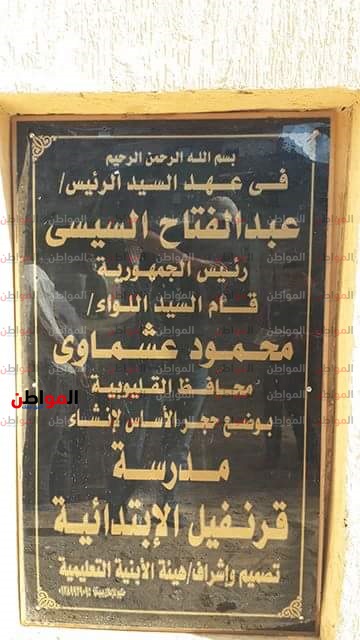 بسم الله الرحمن الرحيم
فى عهد السيد الرئيس/
عبدالفتاح السيسى
رئيس الجمهورية
قام السيد اللواء/
محمود عشماوى
محافظ القليوبية
بوضع حجر الأساس لإنشاء
مدرسة
قرنفيل الإبتدائية
تصميم وإشراف/هيئة الأبنية التعليمية
المواطن